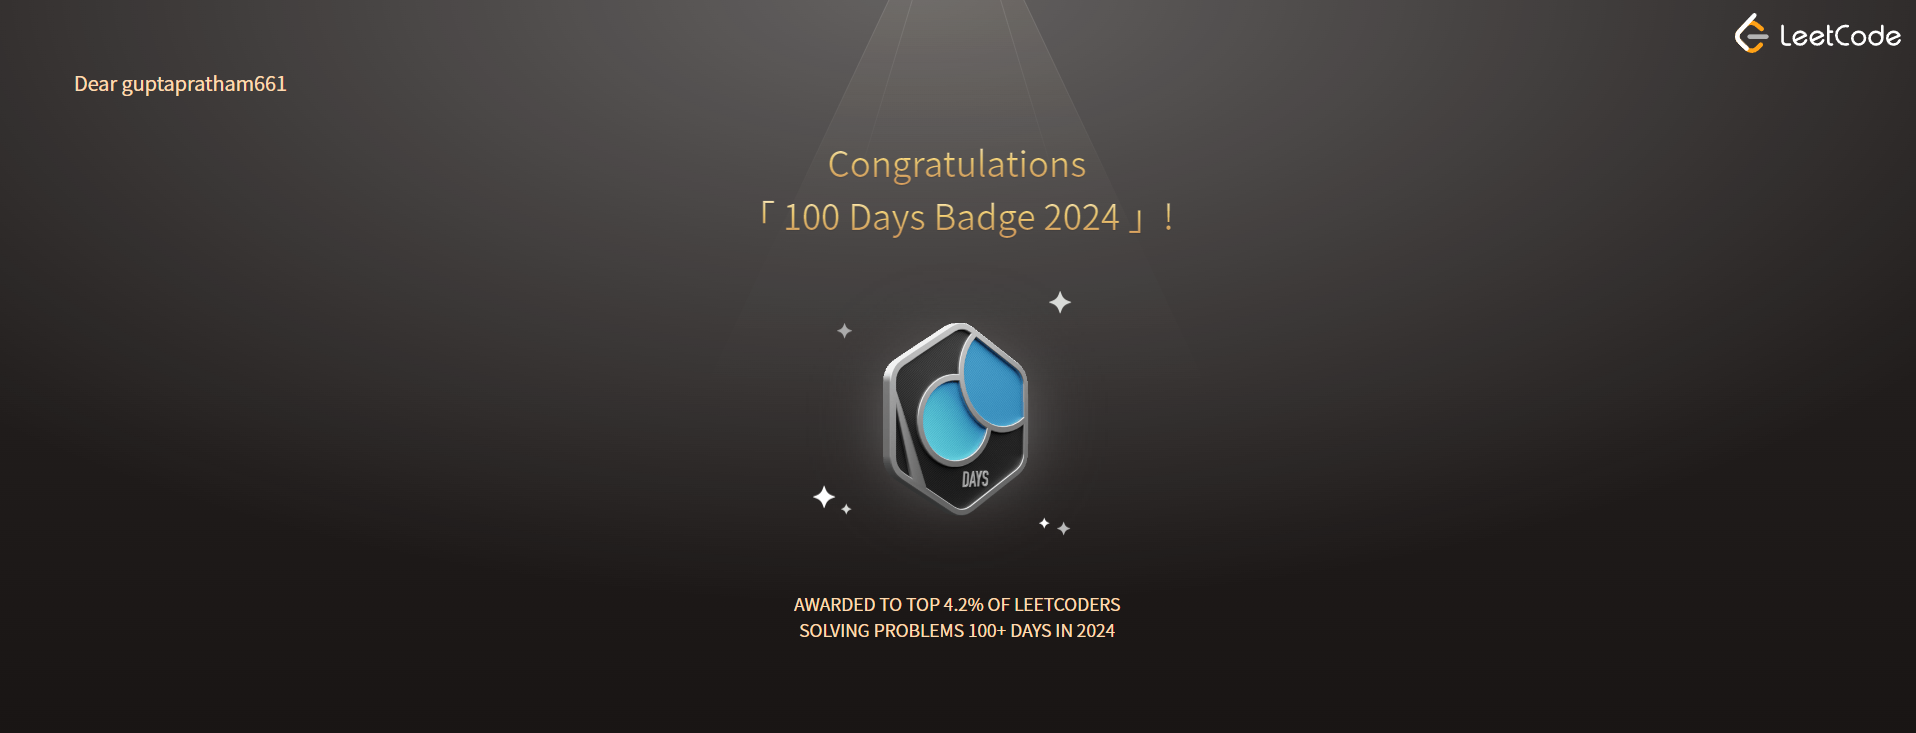 LeetCode
Dear guptapratham661
Congratulations
「 100 Days Badge 2024 」!
DAYS
AWARDED TO TOP 4.2% OF LEETCODERS
SOLVING PROBLEMS 100+ DAYS IN 2024